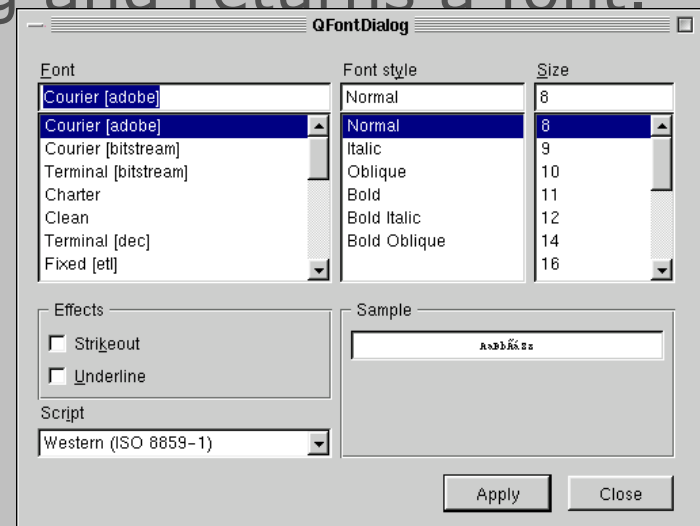 g and returns a font.
QFontDialog
Font
Font style
Size
Courier [adobe]
Normal
8
Courier [adobe]
Courier [bitstream]
Terminal [bitstream]
Charter
Clean
Terminal [dec]
Fixed [etl]
Normal
Italic
Oblique
Bold
Bold Italic
Bold Oblique
8
9
10
11
12
14
16
Effects
Strikeout
Underline
Sample
AaBbÃáZz
Script
Western (ISO 8859-1)
Apply
Close